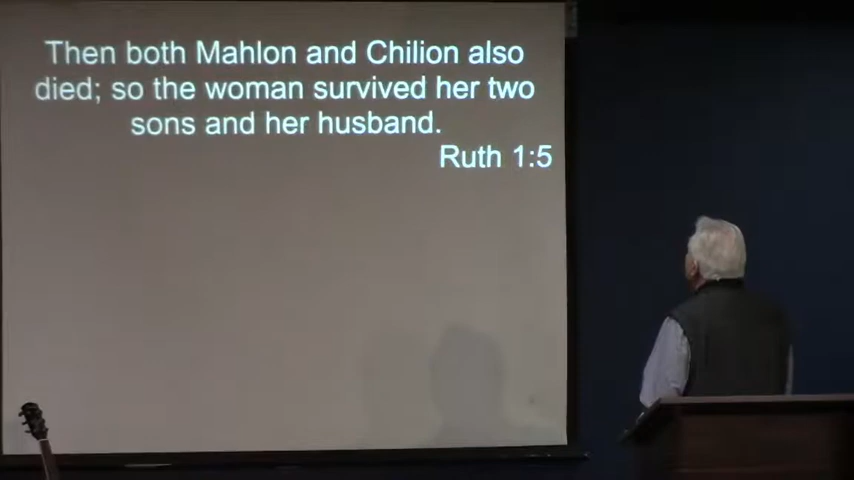 Then both Mahlon and Chilion also
died; so the woman survived her two
sons and her husband.
Ruth 1:5